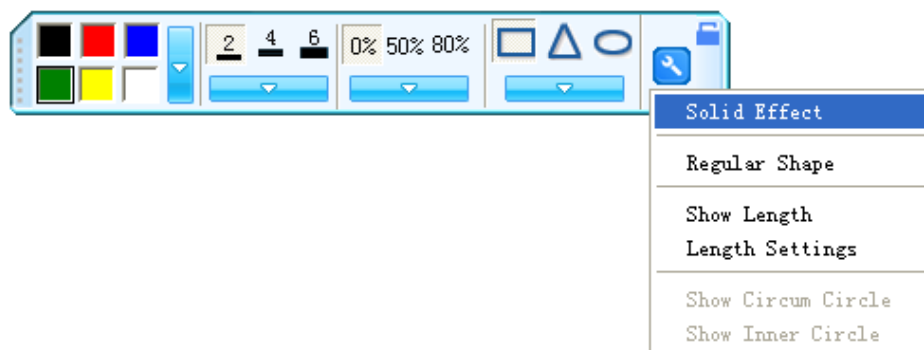 2 4 6 0% 50% 80%
Solid Effect
Regular Shape
Show Length
Length Settings
Show Circum Circle
Show Inner Circle